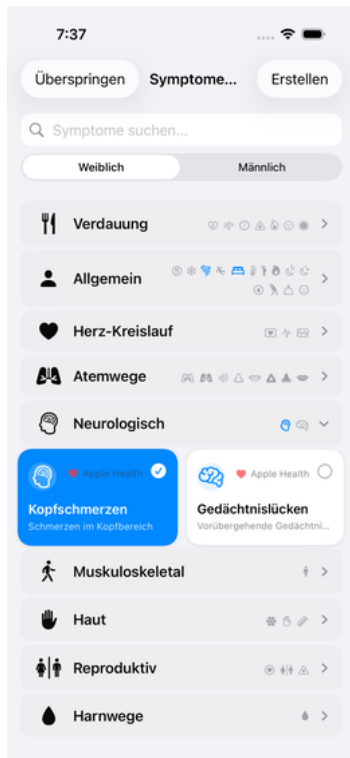 7:37
Überspringen Symptome... Erstellen
Symptome suchen...
Weiblich Männlich
Verdauung
Allgemein
Herz-Kreislauf
Atemwege
Neurologisch
Apple Health Apple Health
Kopfschmerzen Gedächtnislücken
Schmerzen im Kopfbereich Vorübergehende Gedächtni...
Muskuloskeletal
Haut
Reproduktiv
Harnwege